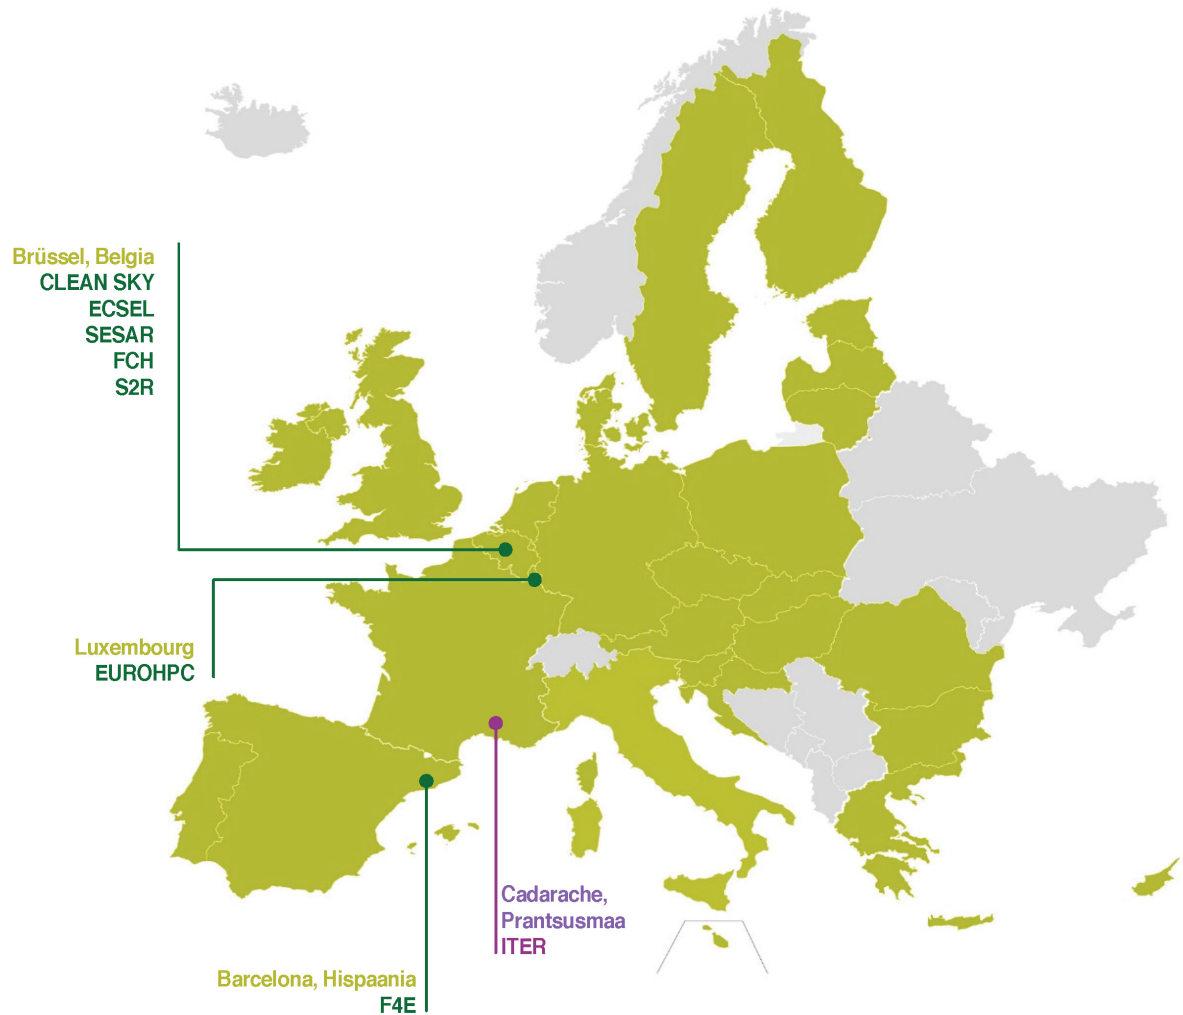 Brüssel, Belgia
CLEAN SKY
ECSEL
SESAR
FCH
S2R
Luxembourg
EUROHPC
Cadarache,
Prantsusmaa
ITER
Barcelona, Hispaania
F4E